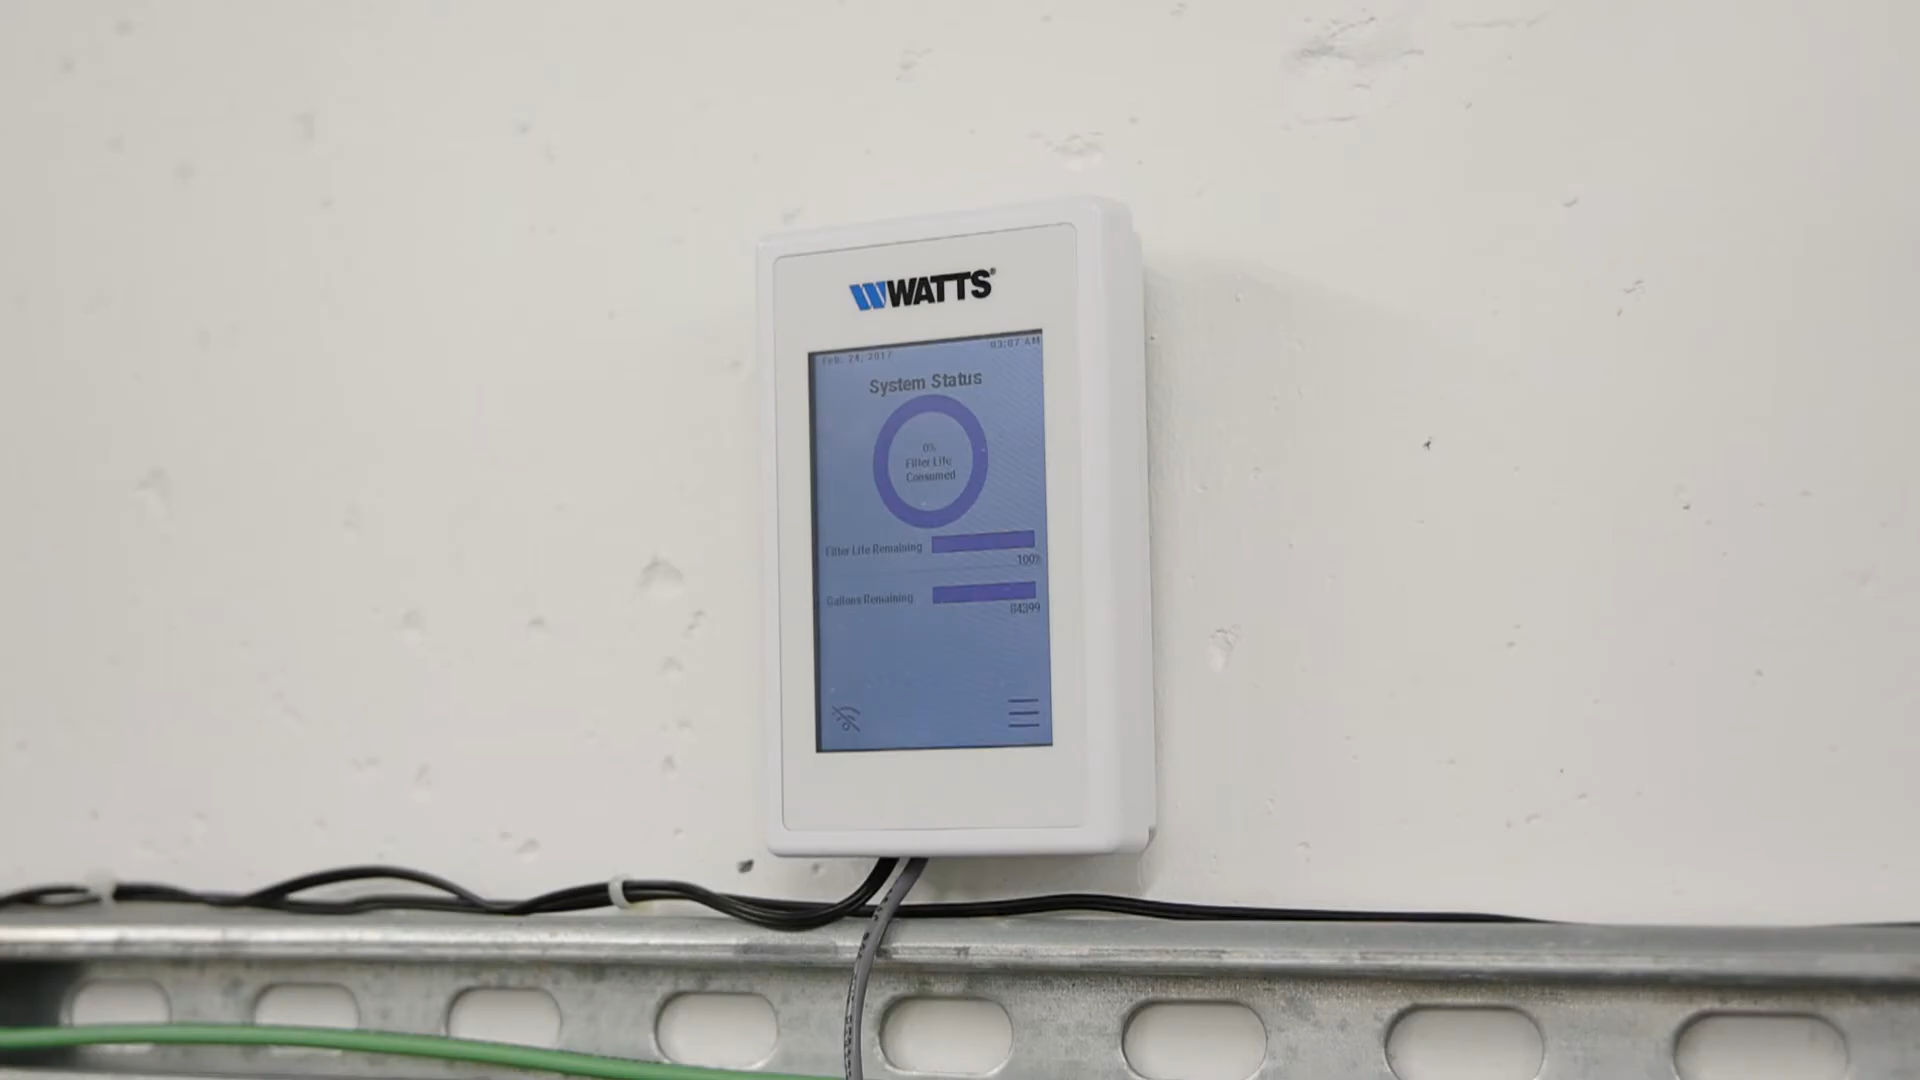 WATTS®
Feb. 24, 2017 03:07 AM
System Status
0%
Filter Life
Consumed
Filter Life Remaining
100%
Gallons Remaining
84399